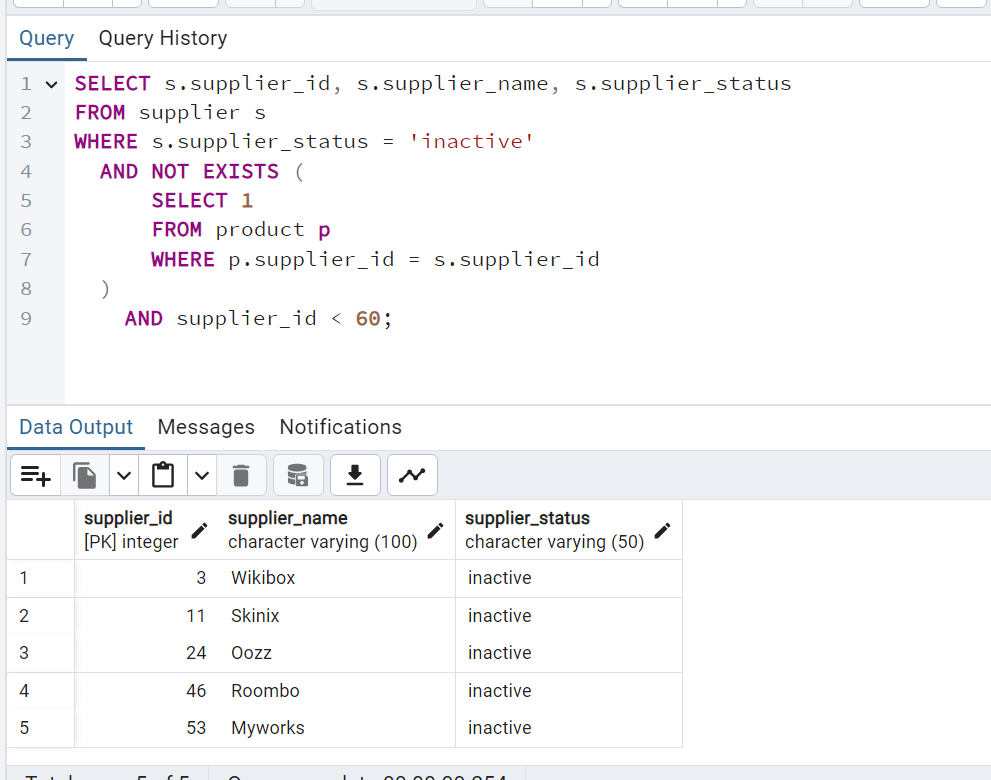 Query Query History
1 SELECT s.supplier_id, s.supplier_name, s.supplier_status
2 FROM supplier s
3 WHERE s.supplier_status = 'inactive'
4 AND NOT EXISTS (
5 SELECT 1
6 FROM product p
7 WHERE p.supplier_id = s.supplier_id
8 )
9 AND supplier_id < 60;
Data Output Messages Notifications
supplier_id supplier_name supplier_status
[PK] integer character varying (100) character varying (50)
1 3 Wikibox inactive
2 11 Skinix inactive
3 24 Oozz inactive
4 46 Roombo inactive
5 53 Myworks inactive